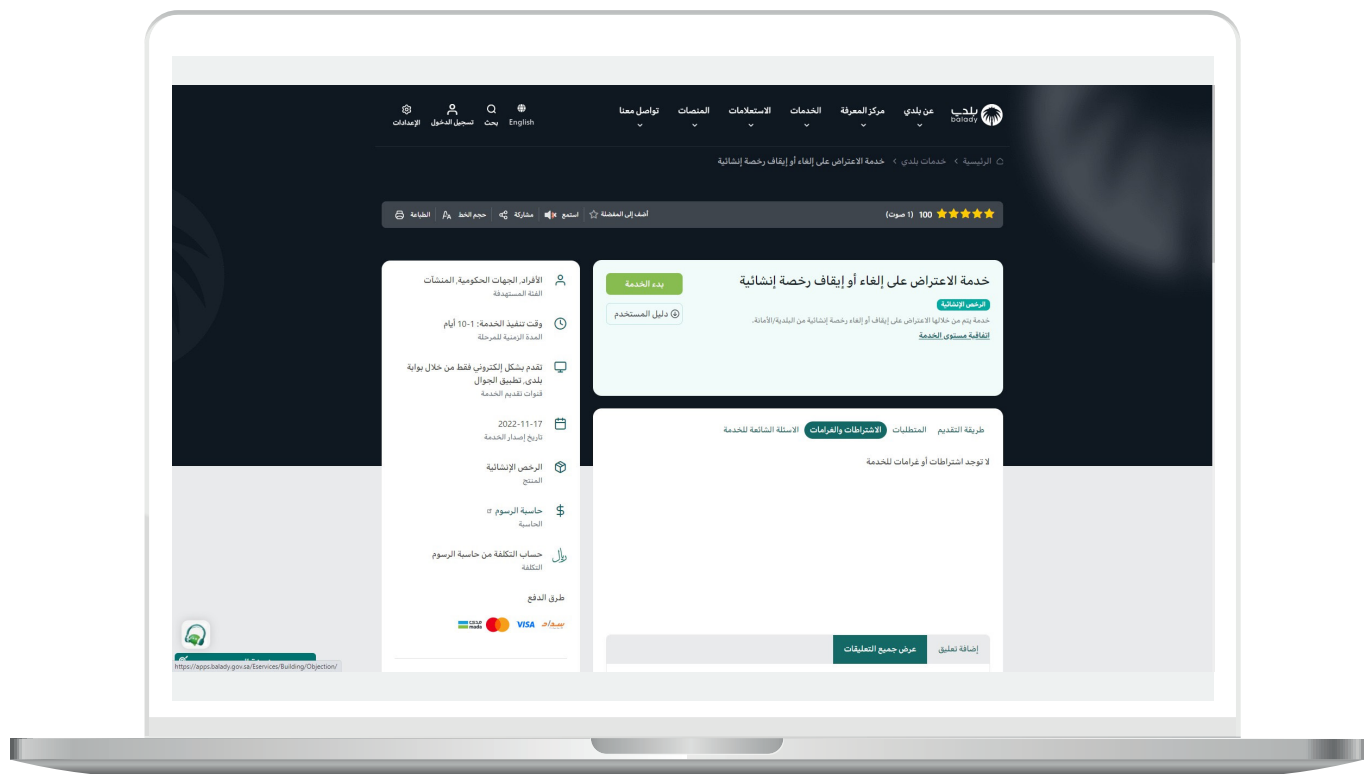 بلدي
balady
عن بلدي
مركز المعرفة
الخدمات
الاستعلامات
المنصات
تواصل معنا
English
بحث
تسجيل الدخول
الإعدادات
الرئيسية › خدمات بلدي › خدمة الاعتراض على إلغاء أو إيقاف رخصة إنشائية
100 (1 صوت)
أضف إلى المفضلة
استمع
مشاركة
حجم الخط
الطباعة
خدمة الاعتراض على إلغاء أو إيقاف رخصة إنشائية
الرخص الإنشائية
خدمة يتم من خلالها الاعتراض على إيقاف أو إلغاء رخصة إنشائية من البلدية/الأمانة.
اتفاقية مستوى الخدمة
بدء الخدمة
دليل المستخدم
طريقة التقديم
المتطلبات
الاشتراطات والغرامات
الاسئلة الشائعة للخدمة
لا توجد اشتراطات أو غرامات للخدمة
إضافة تعليق
عرض جميع التعليقات
الأفراد, الجهات الحكومية, المنشآت
الفئة المستهدفة
وقت تنفيذ الخدمة: 1-10 أيام
المدة الزمنية للمرحلة
تقدم بشكل إلكتروني فقط من خلال بوابة
بلدي, تطبيق الجوال
قنوات تقديم الخدمة
2022-11-17
تاريخ إصدار الخدمة
الرخص الإنشائية
المنتج
حاسبة الرسوم
الحاسبة
حساب التكلفة من حاسبة الرسوم
التكلفة
طرق الدفع
سداد
VISA
mada
https://apps.balady.gov.sa/Eservices/Building/Objection/